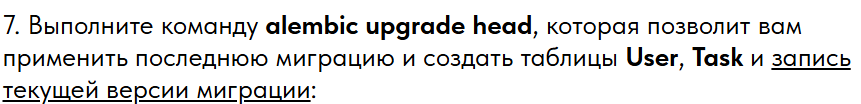 7. Выполните команду alembic upgrade head, которая позволит вам
применить последнюю миграцию и создать таблицы User, Task и запись
текущей версии миграции: